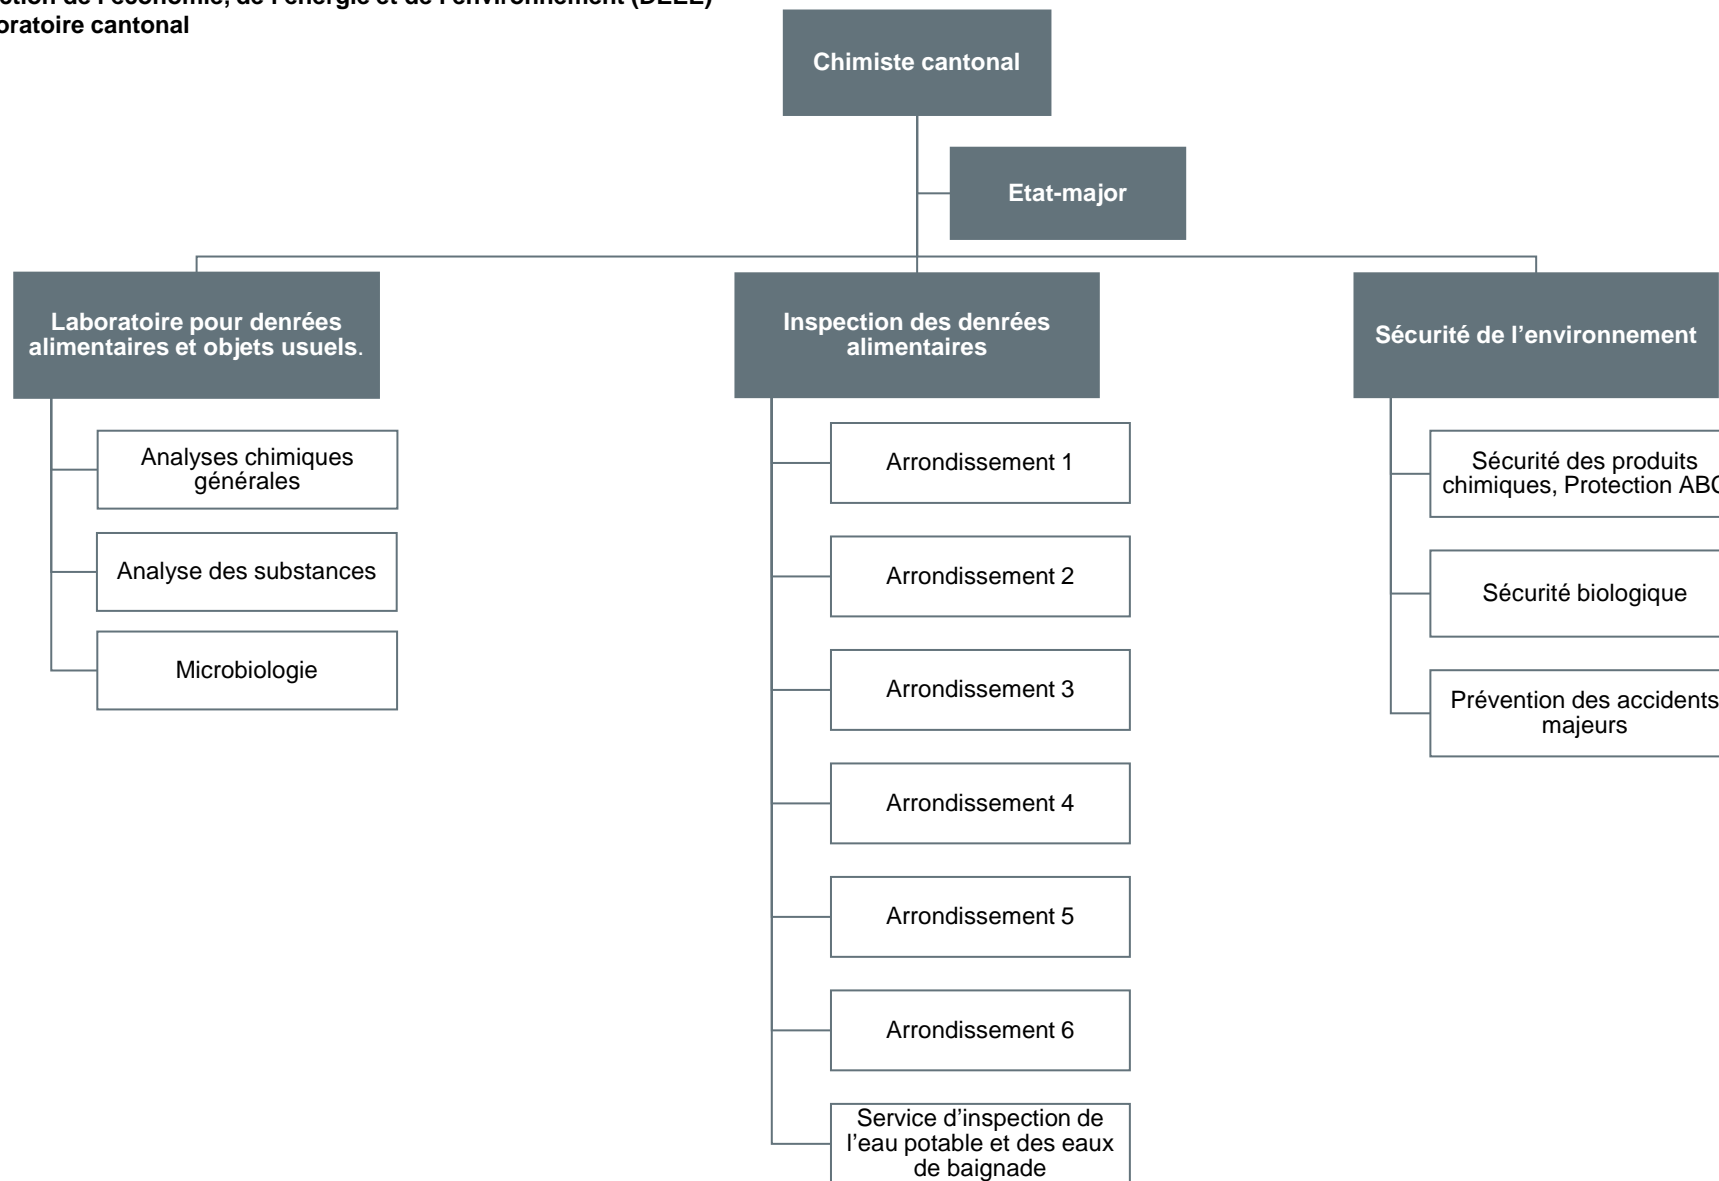 de l'économie, de l'énergie et de l'environnement (DEEE)
cantonal
Chimiste cantonal
Etat-major
Laboratoire pour denrées
alimentaires et objets usuels.
Analyses chimiques
générales
Analyse des substances
Microbiologie
Inspection des denrées
alimentaires
Arrondissement 1
Arrondissement 2
Arrondissement 3
Arrondissement 4
Arrondissement 5
Arrondissement 6
Service d’inspection de
l’eau potable et des eaux
de baignade
Sécurité de l’environnement
Sécurité des produits
chimiques, Protection
Sécurité biologique
Prévention des accidents
majeurs